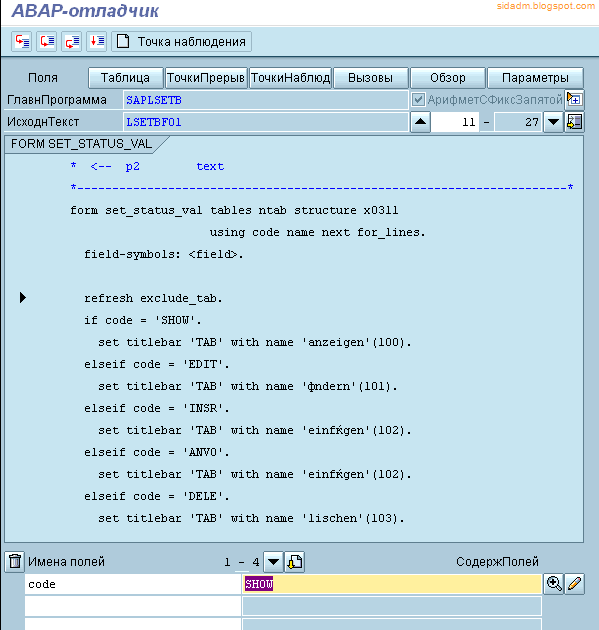 sidadm.blogspot.com
ABAP-отладчик
Точка наблюдения
Поля Таблица ТочкиПрерыв ТочкиНаблюд Вызовы Обзор Параметры
ГлавнПрограмма SAPLSETB АрифметСФиксЗапятой
ИсходнТекст LSETBF01 11 - 27
FORM SET_STATUS_VAL
* <-- p2 text
*----------------------------------------------------------------------*
form set_status_val tables ntab structure x031l
using code name next for_lines.
field-symbols: <field>.
refresh exclude_tab.
if code = 'SHOW'.
set titlebar 'TAB' with name 'anzeigen'(100).
elseif code = 'EDIT'.
set titlebar 'TAB' with name 'фndern'(101).
elseif code = 'INSR'.
set titlebar 'TAB' with name 'einfќgen'(102).
elseif code = 'ANVO'.
set titlebar 'TAB' with name 'einfќgen'(102).
elseif code = 'DELE'.
set titlebar 'TAB' with name 'lіschen'(103).
Имена полей 1 - 4 СодержПолей
code SHOW